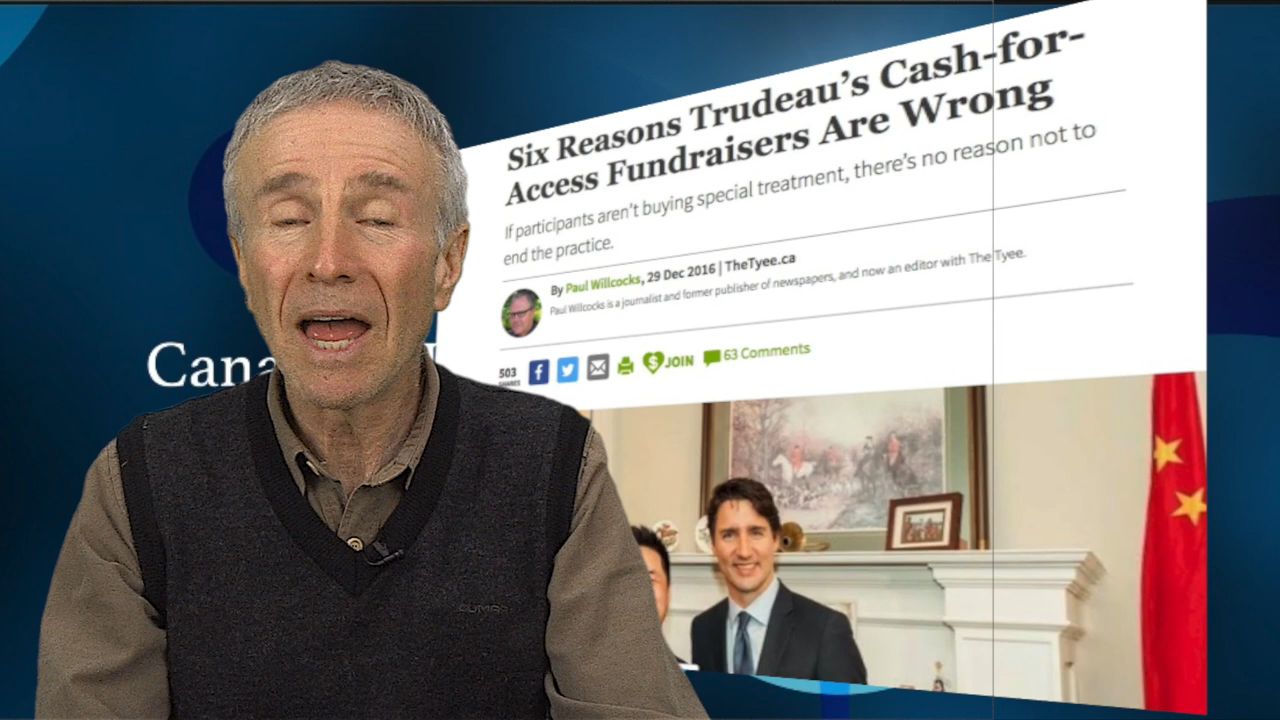 Six Reasons Trudeau's Cash-for-
Access Fundraisers Are Wrong
If participants aren't buying special treatment, there's no reason not to
end the practice.
By Paul Willcocks, 29 Dec 2016 | TheTyee.ca
Paul Willcocks is a journalist and former publisher of newspapers, and now an editor with The Tyee.
503
SHARES
JOIN
63 Comments
Cana